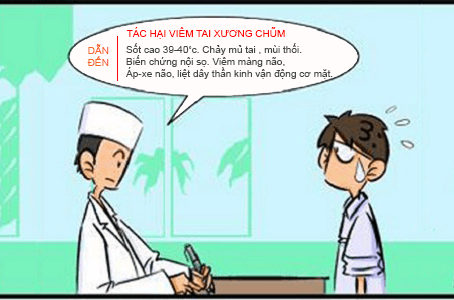 TÁC HẠI VIÊM TAI XƯƠNG CHŨM
DẪN ĐẾN
Sốt cao 39-40°c. Chảy mủ tai , mùi thối.
Biến chứng nội sọ. Viêm màng não,
Áp-xe não, liệt dây thần kinh vận động cơ mặt.